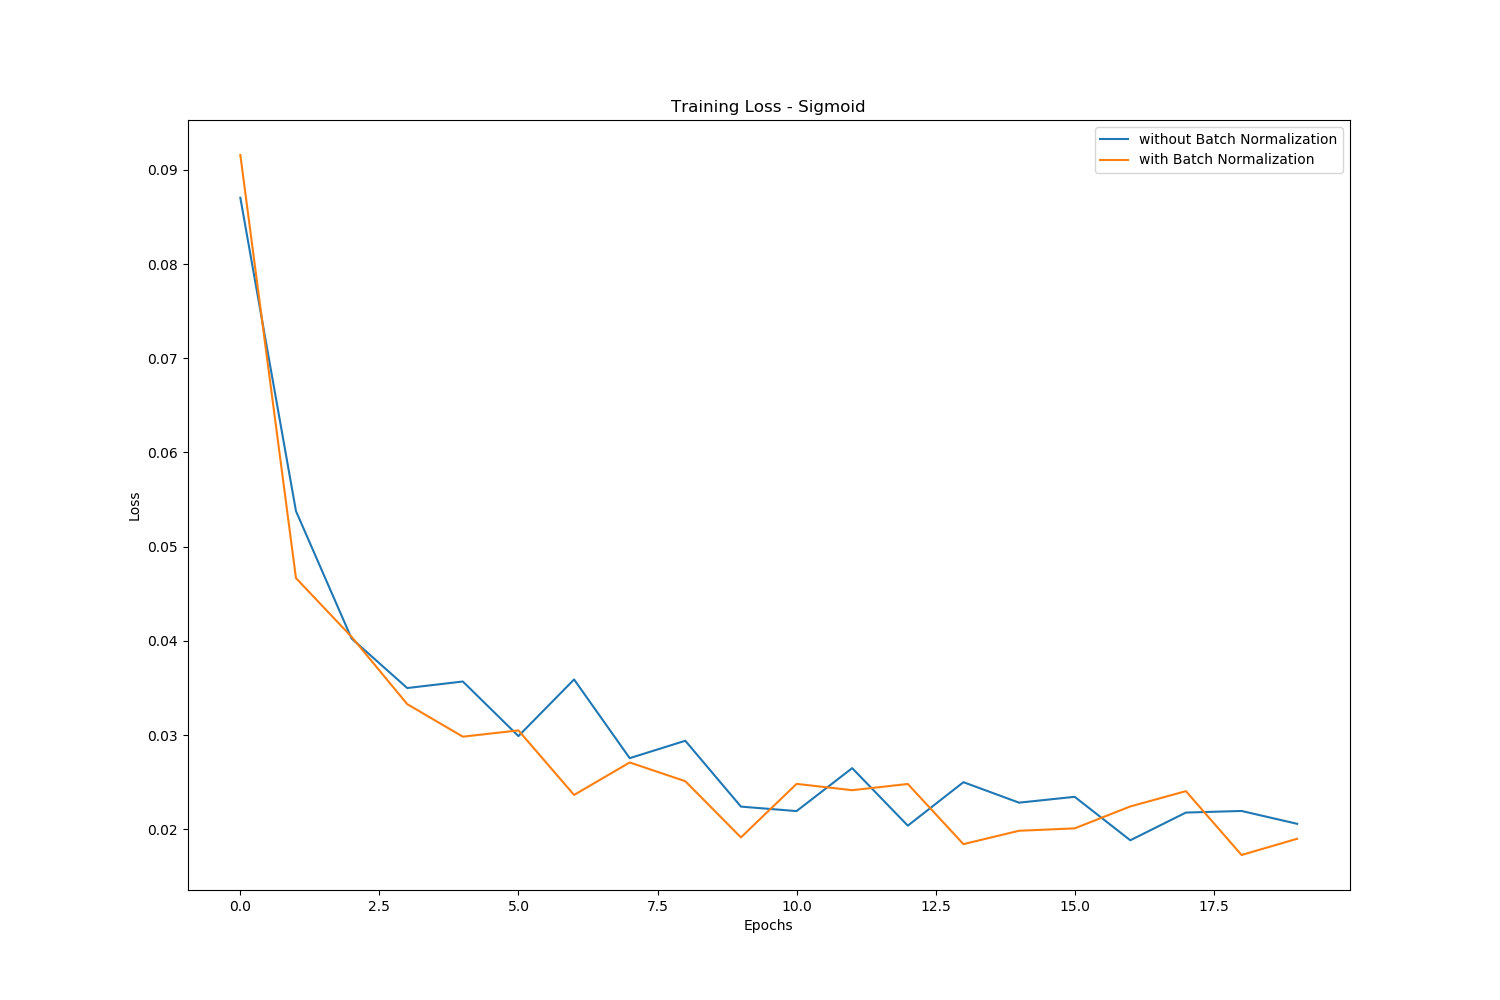 Training Loss - Sigmoid
without Batch Normalization
with Batch Normalization
0.09
0.08
0.07
0.06
0.05
0.04
0.03
0.02
Loss
0.0 2.5 5.0 7.5 10.0 12.5 15.0 17.5
Epochs